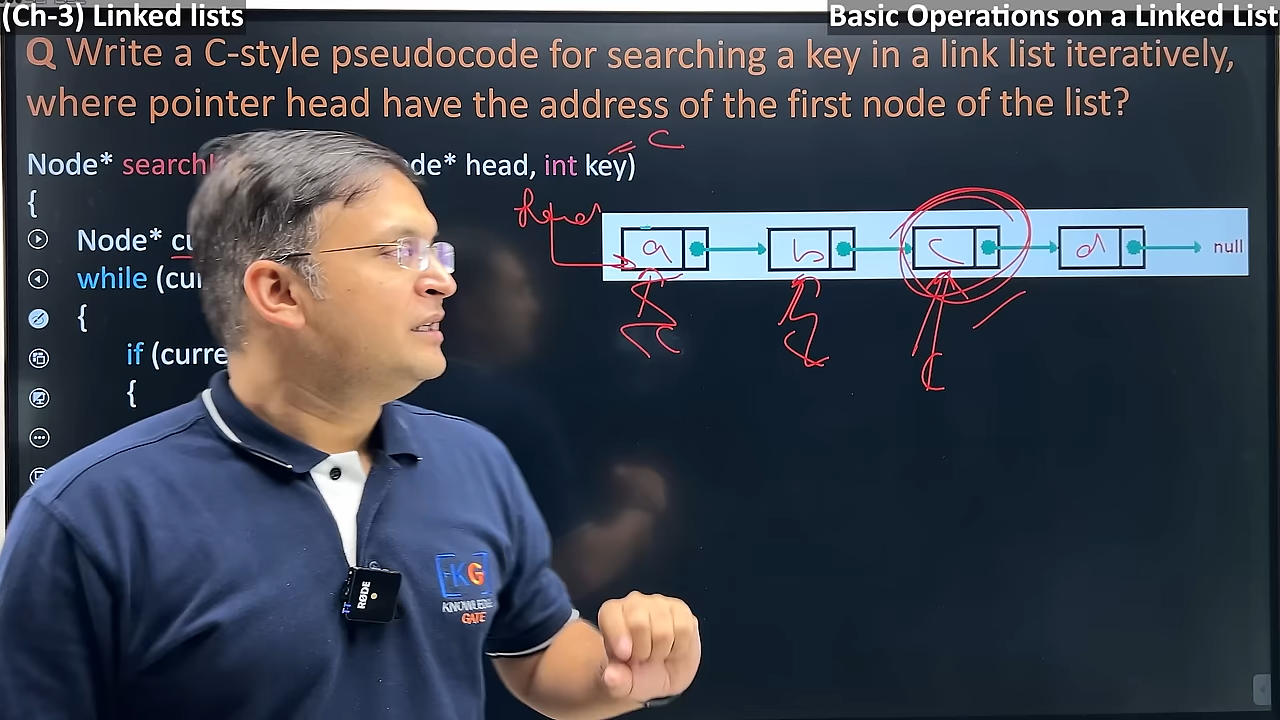 (Ch-3) Linked lists
Basic Operations on a Linked List
Q Write a C-style pseudocode for searching a key in a link list iteratively,
where pointer head have the address of the first node of the list?
= C
Node* search de* head, int key)
{
Node* cu
while (cur
{
if (curre
{
head
a b c d null
c c c
RØDE
KG
KNOWLEDGE
GATE